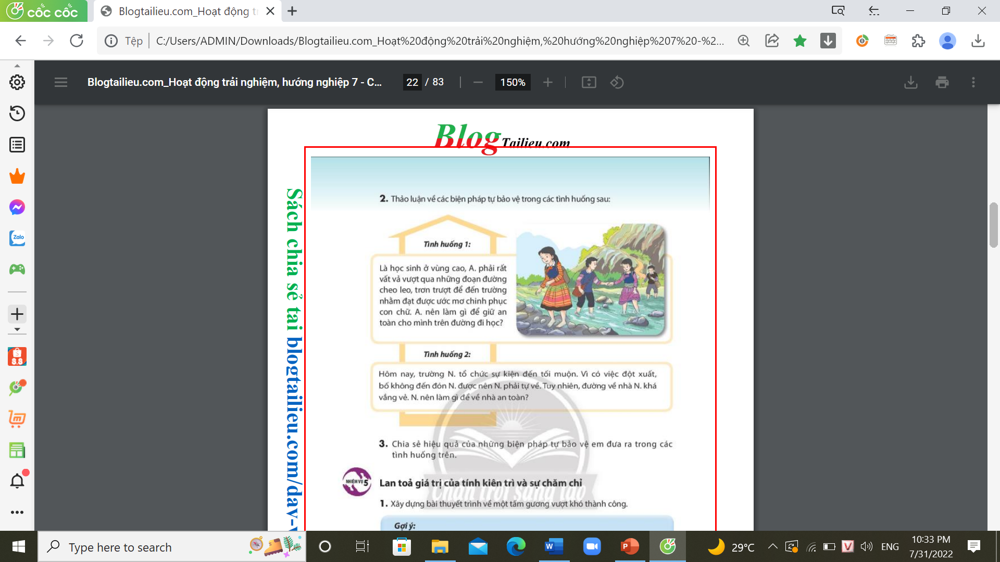 cốc cốc
Blogtailieu.com_Hoạt động t
Tệp
C:/Users/ADMIN/Downloads/Blogtailieu.com_Hoạt%20động%20trải%20nghiệm,%20hướng%20nghiệp%207%20-%2...
Blogtailieu.com_Hoạt động trải nghiệm, hướng nghiệp 7 - C...
22 / 83
150%
Blog Tailieu.com
Sách chia sẻ tai blogtailieu.com/day-
2. Thảo luận về các biện pháp tự bảo vệ trong các tình huống sau:
Tình huống 1:
Là học sinh ở vùng cao, A. phải rất
vất vả vượt qua những đoạn đường
cheo leo, trơn trượt để đến trường
nhằm đạt được ước mơ chinh phục
con chữ. A. nên làm gì để giữ an
toàn cho mình trên đường đi học?
Tình huống 2:
Hôm nay, trường N. tổ chức sự kiện đến tối muộn. Vì có việc đột xuất,
bố không đến đón N. được nên N. phải tự về. Tuy nhiên, đường về nhà N. khá
vắng vẻ. N. nên làm gì để về nhà an toàn?
3. Chia sẻ hiệu quả của những biện pháp tự bảo vệ em đưa ra trong các
tình huống trên.
NHIỆM VỤ 5
Lan toả giá trị của tính kiên trì và sự chăm chỉ
Chân trời sáng tạo
1. Xây dựng bài thuyết trình về một tấm gương vượt khó thành công.
Gợi ý:
Zalo
8.8
Type here to search
29°C
ENG
10:33 PM
7/31/2022